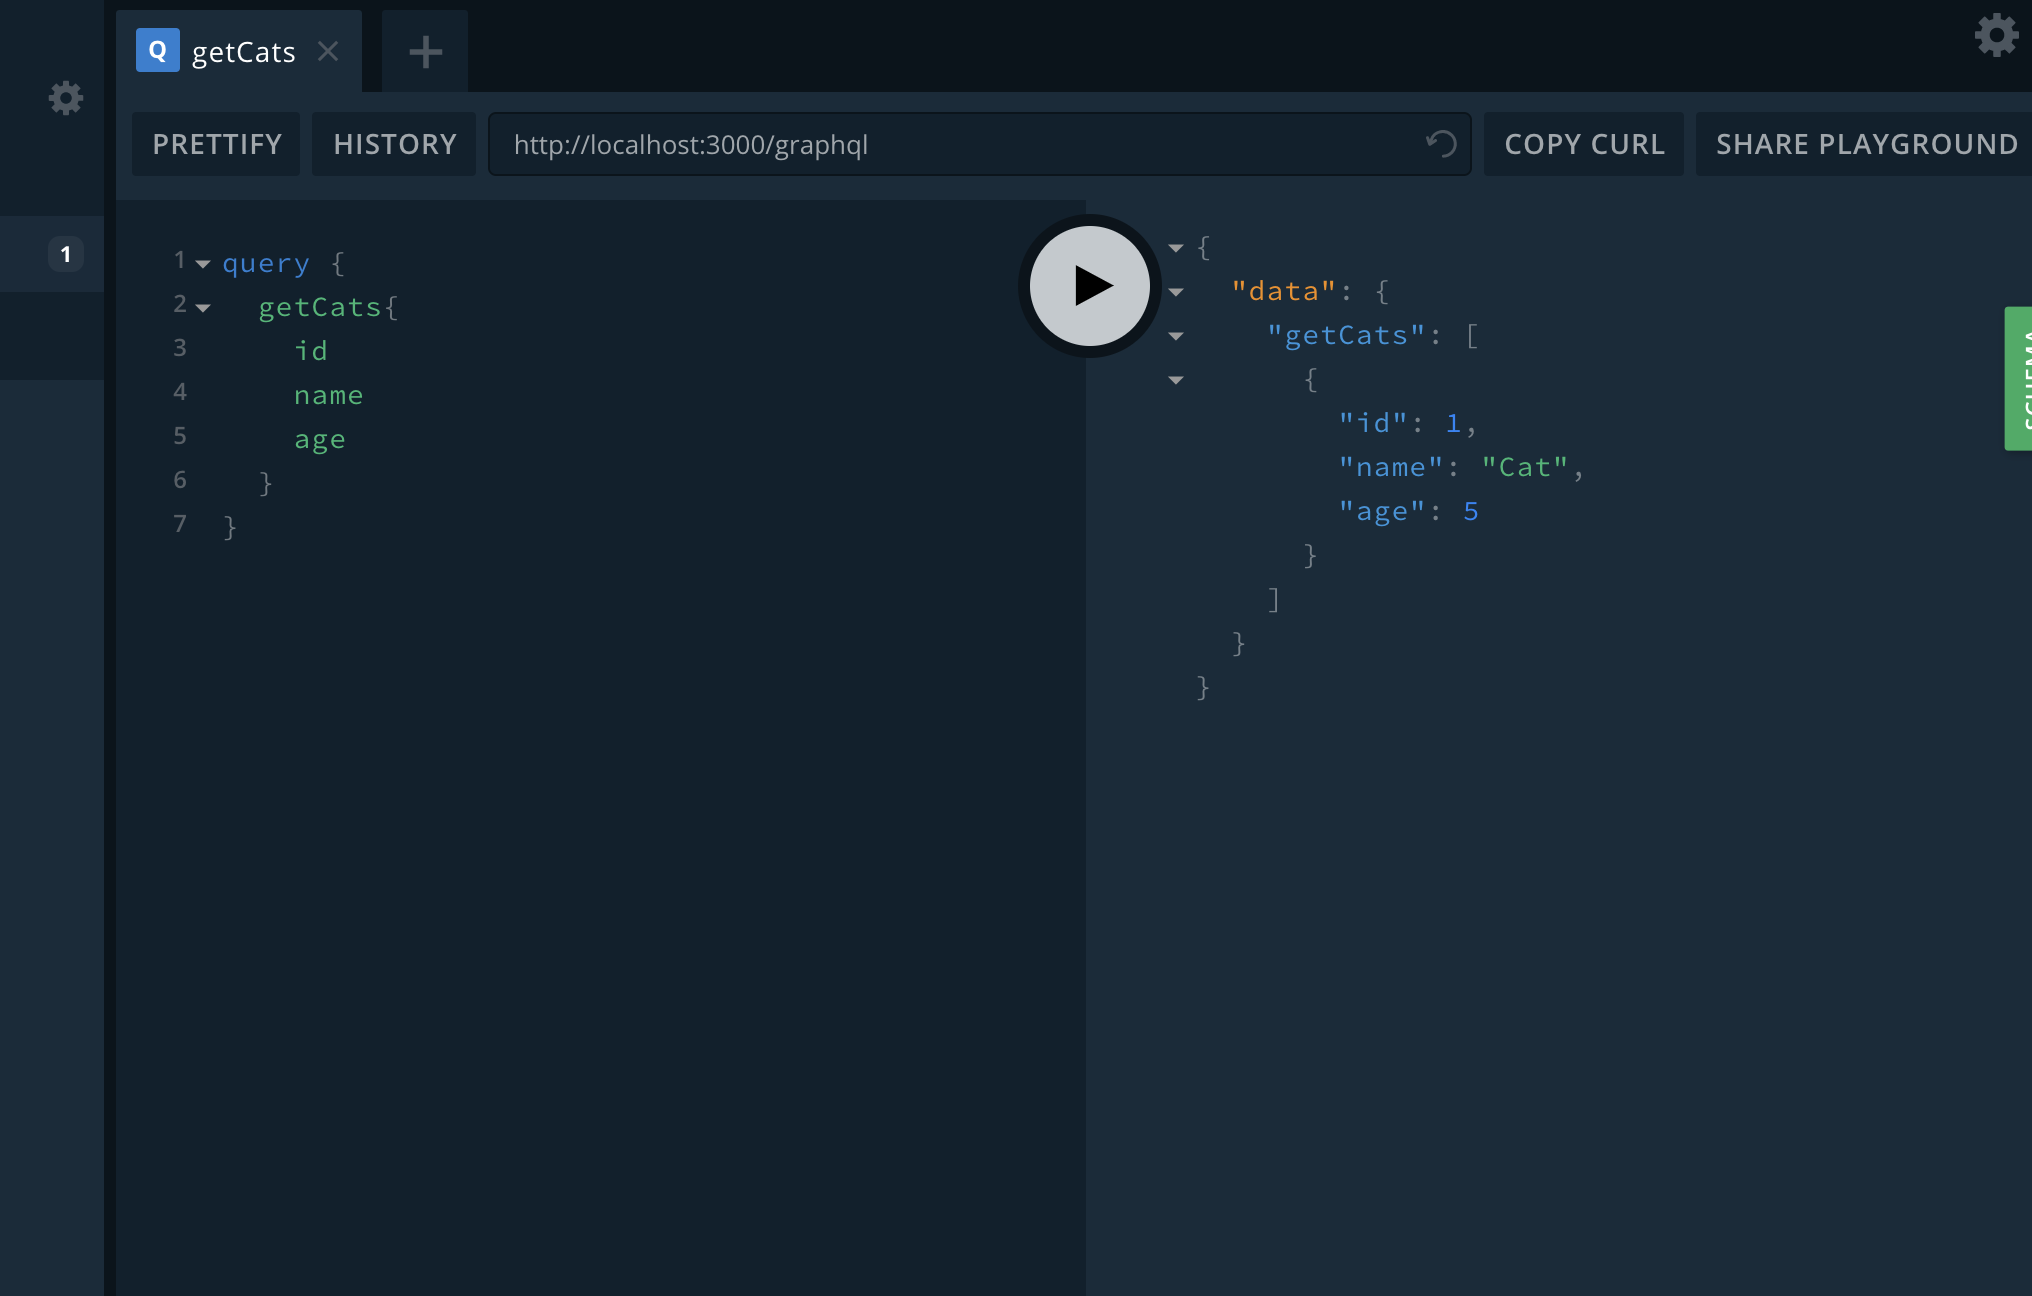 Q getCats
PRETTIFY HISTORY http://localhost:3000/graphql COPY CURL SHARE PLAYGROUND
1
1 query {
2 getCats{
3 id
4 name
5 age
6 }
7 }
{
"data": {
"getCats": [
{
"id": 1,
"name": "Cat",
"age": 5
}
]
}
}
SCHEMA